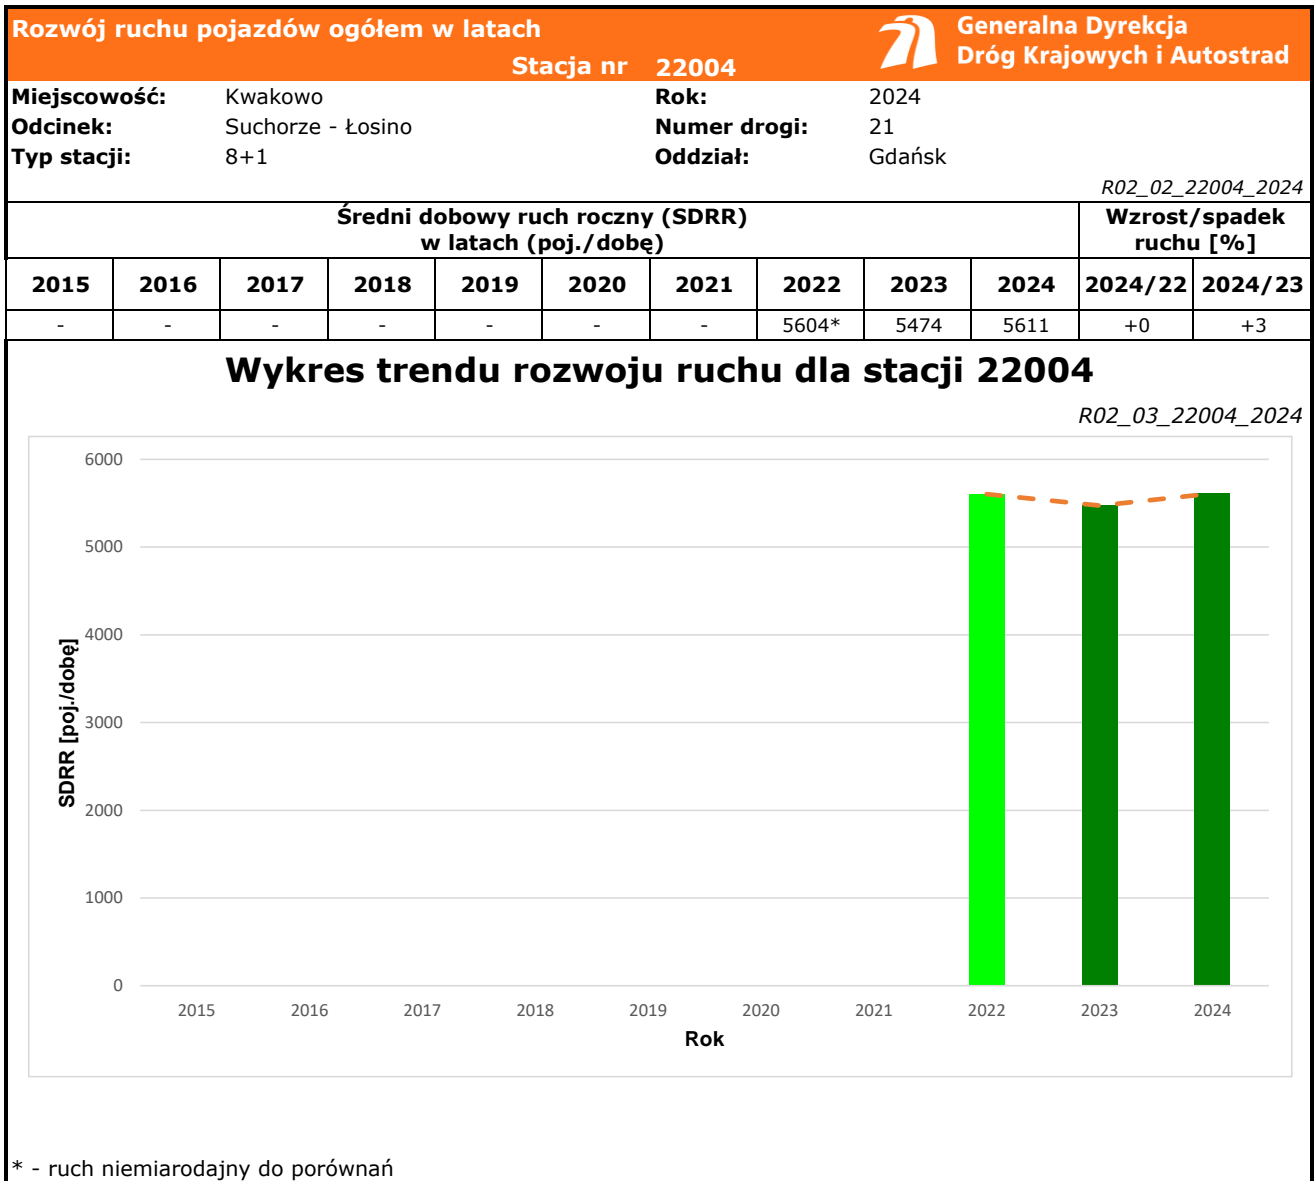 Rozwój ruchu pojazdów ogółem w latach
Generalna Dyrekcja
Dróg Krajowych i Autostrad
Stacja nr 22004
Miejscowość: Kwakowo Rok: 2024
Odcinek: Suchorze - Łosino Numer drogi: 21
Typ stacji: 8+1 Oddział: Gdańsk
R02_02_22004_2024
Średni dobowy ruch roczny (SDRR)
w latach (poj./dobę)
Wzrost/spadek
ruchu [%]
2015 2016 2017 2018 2019 2020 2021 2022 2023 2024 2024/22 2024/23
- - - - - - - 5604* 5474 5611 +0 +3
Wykres trendu rozwoju ruchu dla stacji 22004
R02_03_22004_2024
6000
5000
4000
3000
2000
1000
0
SDRR [poj./dobę]
2015 2016 2017 2018 2019 2020 2021 2022 2023 2024
Rok
* - ruch niemiarodajny do porównań